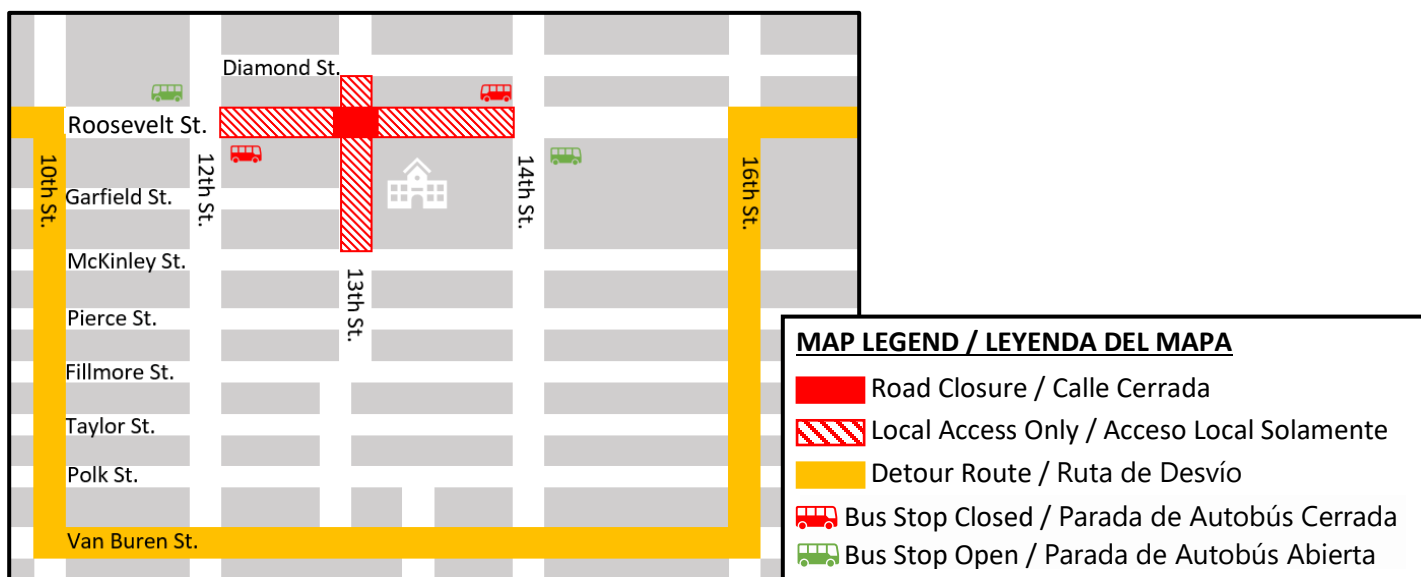 Diamond St.
Roosevelt St.
10th St.
12th St.
14th St.
16th St.
Garfield St.
McKinley St.
13th St.
Pierce St.
Fillmore St.
Taylor St.
Polk St.
Van Buren St.
MAP LEGEND / LEYENDA DEL MAPA
Road Closure / Calle Cerrada
Local Access Only / Acceso Local Solamente
Detour Route / Ruta de Desvío
Bus Stop Closed / Parada de Autobús Cerrada
Bus Stop Open / Parada de Autobús Abierta